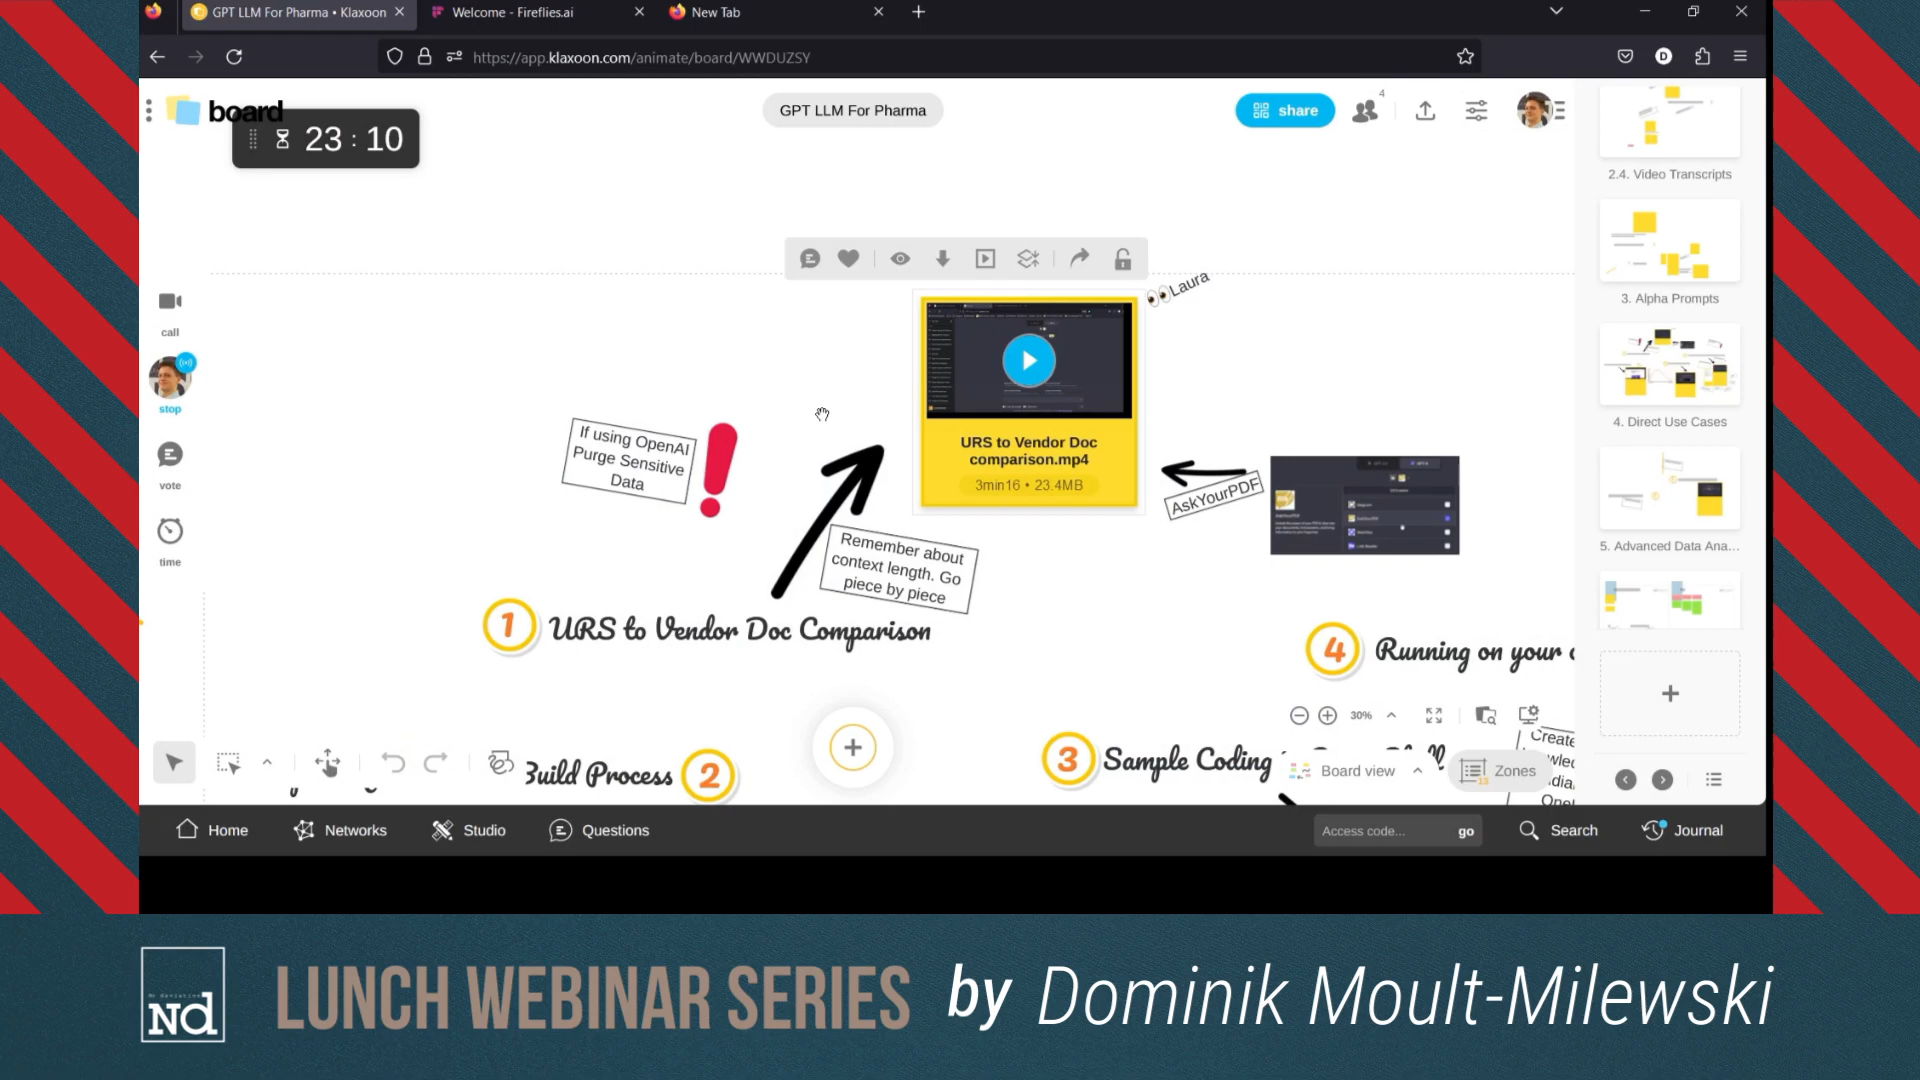 GPT LLM For Pharma • Klaxoon
Welcome - Fireflies.ai
New Tab
https://app.klaxoon.com/animate/board/WWDUZSY
D
board
23 : 10
GPT LLM For Pharma
share
4
2.4. Video Transcripts
3. Alpha Prompts
4. Direct Use Cases
5. Advanced Data Ana...
call
stop
vote
time
Laura
If using OpenAI
Purge Sensitive
Data
URS to Vendor Doc
comparison.mp4
3min16 • 23.4MB
AskYourPDF
Remember about
context length. Go
piece by piece
1 URS to Vendor Doc Comparison
4 Running on your
30%
Build Process 2
3 Sample Coding
Create
Board view
13 Zones
Home
Networks
Studio
Questions
Access code...
go
Search
Journal
Nd
LUNCH WEBINAR SERIES by Dominik Moult-Milewski